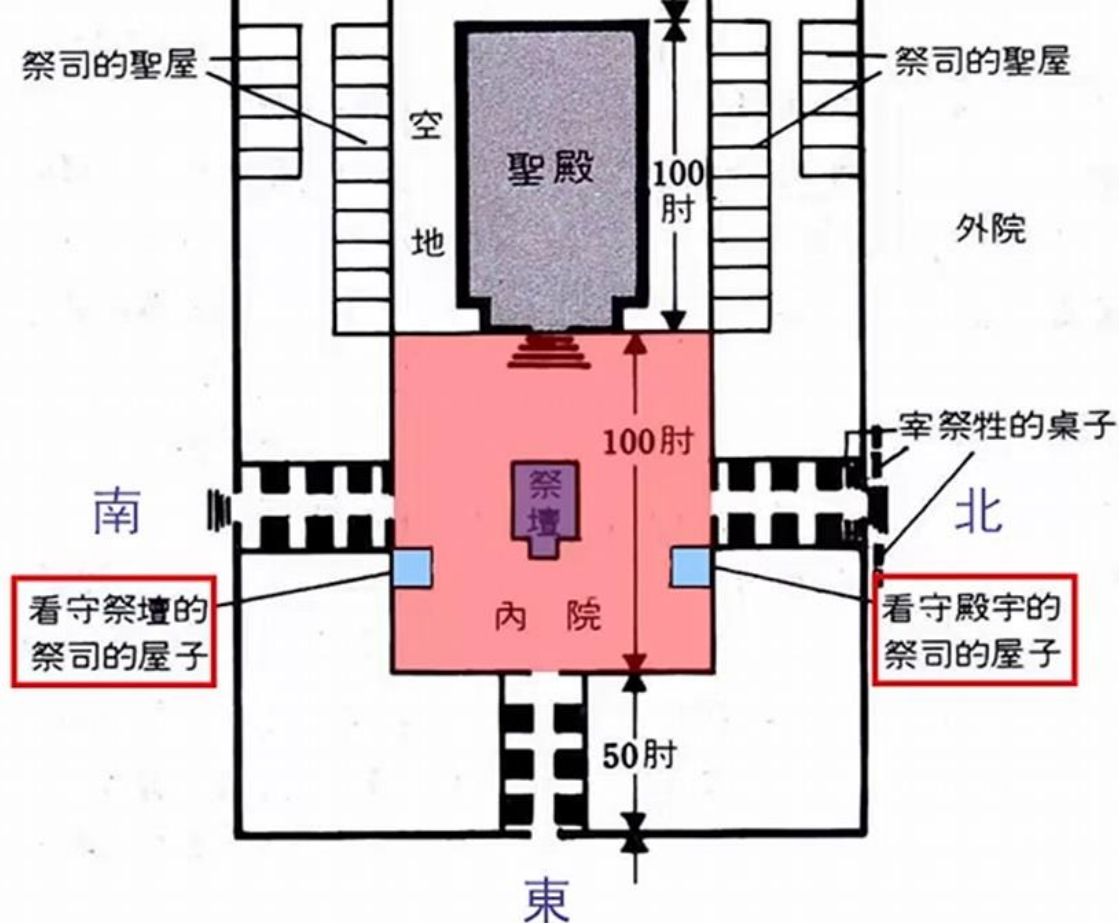 祭司的聖屋
祭司的聖屋
空
地
聖殿
100
肘
外院
100肘
宰祭牲的桌子
南
祭
壇
北
看守祭壇的
祭司的屋子
內 院
看守殿宇的
祭司的屋子
50肘
東